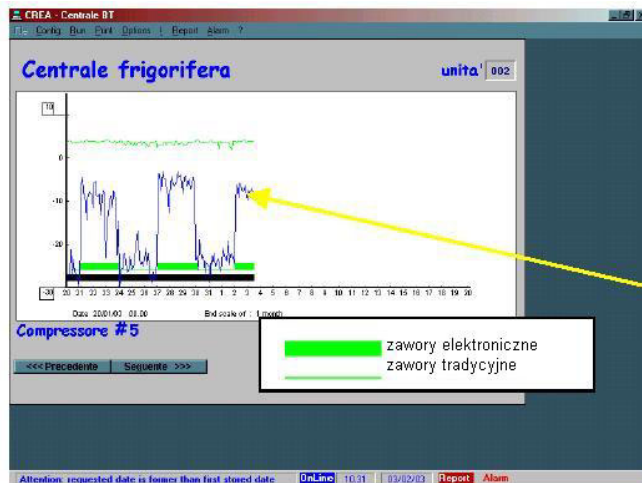 CREA - Centrale BT
File Config Run Print Options ! Report Alarm ?
Centrale frigorifera
unita' 002
10
0
-10
-20
-30
20 21 22 23 24 25 26 27 28 29 30 31 1 2 3 4 5 6 7 8 9 10 11 12 13 14 15 16 17 18 19 20
Date 20/01/03 08.00 End scale of : 1 month
Compressore #5
<<< Precedente Seguente >>>
zawory elektroniczne
zawory tradycyjne
Attention: requested date is former than first stored date OnLine 10.31 03/02/03 Report Alarm